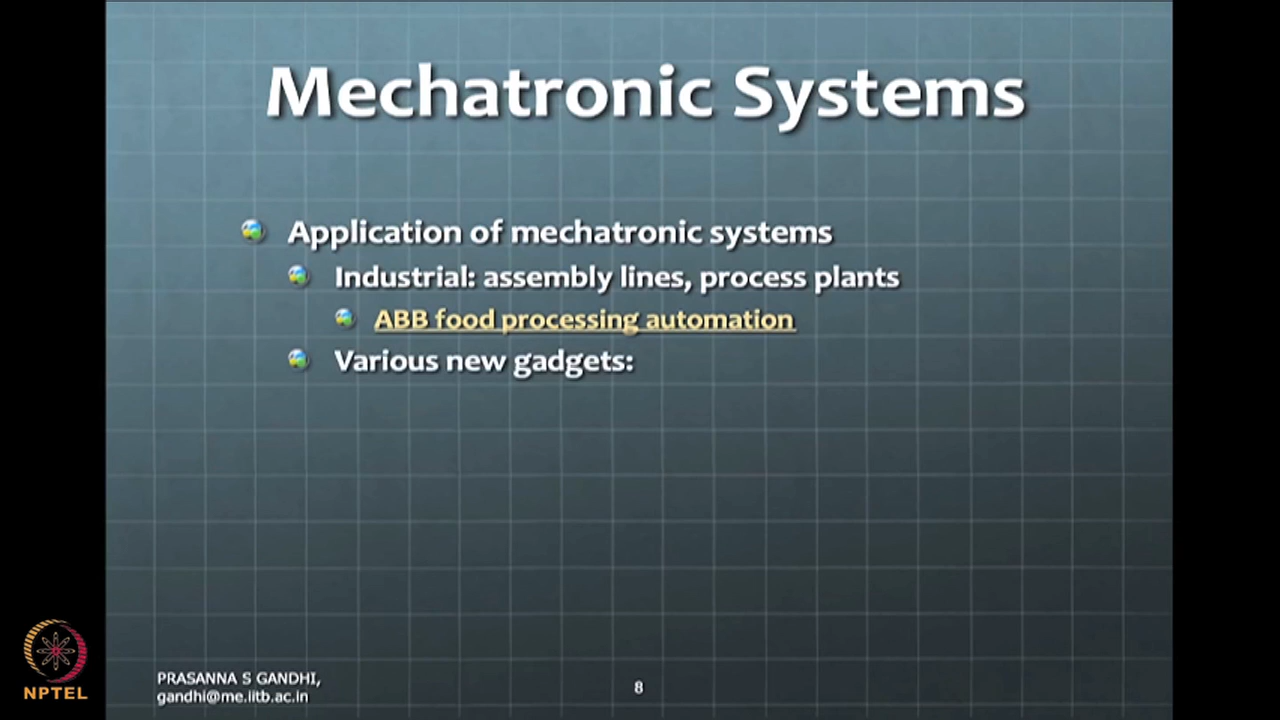 Mechatronic Systems
Application of mechatronic systems
Industrial: assembly lines, process plants
ABB food processing automation
Various new gadgets:
PRASANNA S GANDHI,
gandhi@me.iitb.ac.in
8
NPTEL